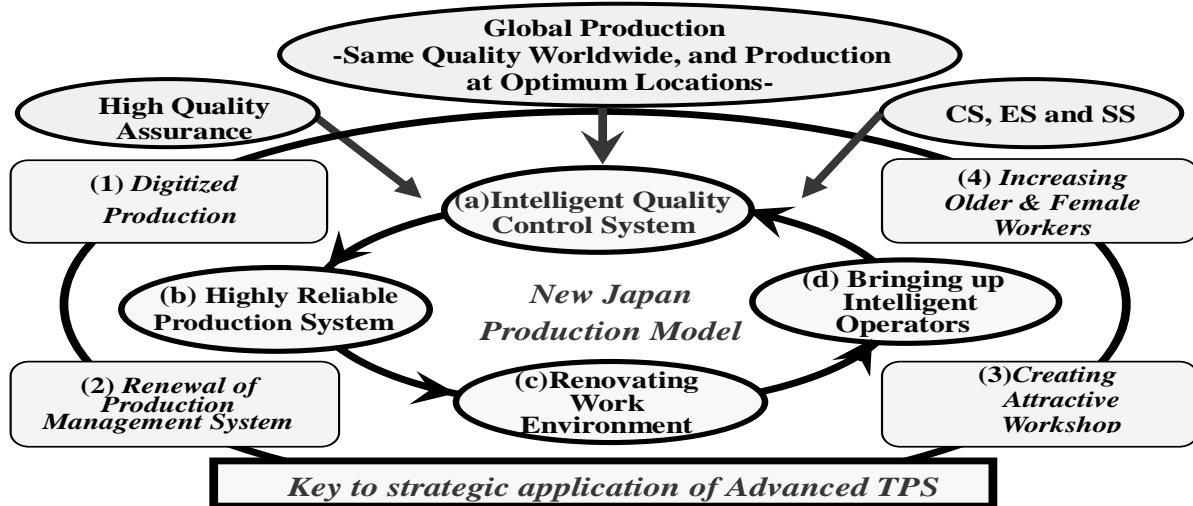 Global Production
-Same Quality Worldwide, and Production
at Optimum Locations-
High Quality
Assurance
CS, ES and SS
(1) Digitized
Production
(a)Intelligent Quality
Control System
(4) Increasing
Older & Female
Workers
(b) Highly Reliable
Production System
New Japan
Production Model
(d) Bringing up
Intelligent
Operators
(2) Renewal of
Production
Management System
(c)Renovating
Work
Environment
(3)Creating
Attractive
Workshop
Key to strategic application of Advanced TPS